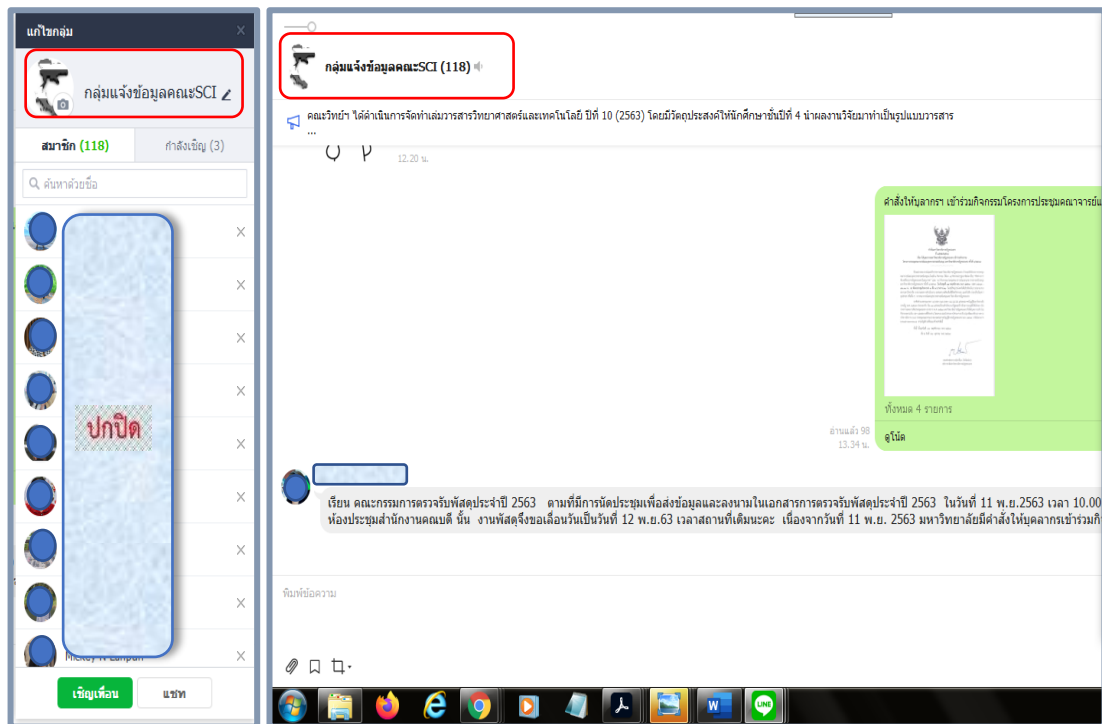 แก้ไขกลุ่ม
กลุ่มแจ้งข้อมูลคณะSCI
สมาชิก (118)
กำลังเชิญ (3)
ค้นหาด้วยชื่อ
ปกปิด
เชิญเพื่อน
แชท
กลุ่มแจ้งข้อมูลคณะSCI (118)
คณะวิทย์ฯ ได้ดำเนินการจัดทำเล่มวารสารวิทยาศาสตร์และเทคโนโลยี ปีที่ 10 (2563) โดยมีวัตถุประสงค์ให้นักศึกษาชั้นปีที่ 4 นำผลงานวิจัยมาทำเป็นรูปแบบวารสาร
...
12.20 น.
คำสั่งให้บุลากรฯ เข้าร่วมกิจกรรมโครงการประชุมคณาจารย์แ
ทั้งหมด 4 รายการ
อ่านแล้ว 98
13.34 น.
ดูโน้ต
เรียน คณะกรรมการตรวจรับพัสดุประจำปี 2563 ตามที่มีการนัดประชุมเพื่อส่งข้อมูลและลงนามในเอกสารการตรวจรับพัสดุประจำปี 2563 ในวันที่ 11 พ.ย.2563 เวลา 10.00
ห้องประชุมสำนักงานคณบดี นั้น งานพัสดุจึงขอเลื่อนวันเป็นวันที่ 12 พ.ย.63 เวลาสถานที่เดิมนะคะ เนื่องจากวันที่ 11 พ.ย. 2563 มหาวิทยาลัยมีคำสั่งให้บุคลากรเข้าร่วมกิ
พิมพ์ข้อความ
LINE